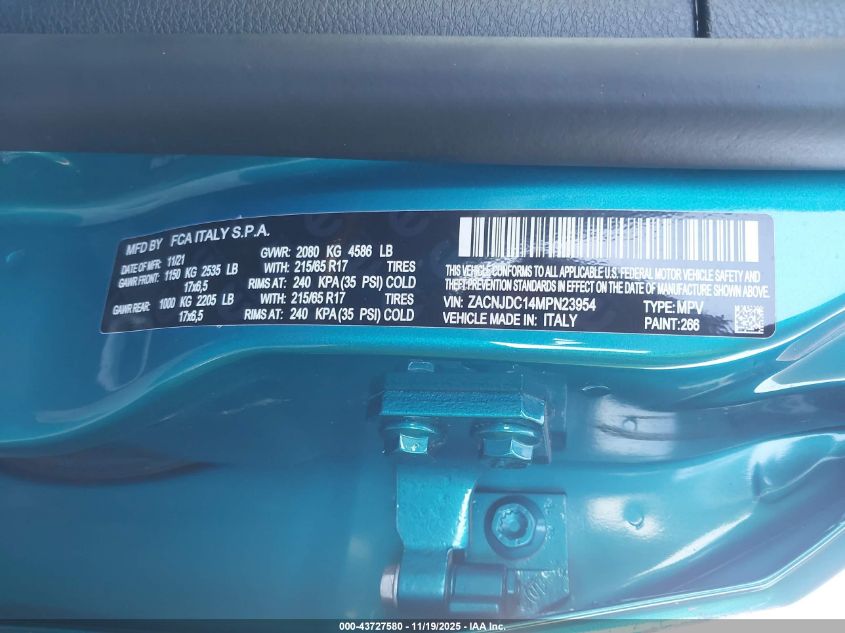 MFD BY FCA ITALY S.P.A.
DATE OF MFR: 11/21 GVWR: 2080 KG 4586 LB
GAWR FRONT: 1150 KG 2535 LB WITH: 215/65 R17 TIRES
17x6,5 RIMS AT: 240 KPA(35 PSI) COLD
GAWR REAR: 1000 KG 2205 LB WITH: 215/65 R17 TIRES
17x6,5 RIMS AT: 240 KPA(35 PSI) COLD
THIS VEHICLE CONFORMS TO ALL APPLICABLE U.S. FEDERAL MOTOR VEHICLE SAFETY AND
THEFT PREVENTION STANDARDS IN EFFECT ON THE DATE OF MANUFACTURE SHOWN ABOVE.
VIN: ZACNJDC14MPN23954 TYPE: MPV
VEHICLE MADE IN: ITALY PAINT: 266
000-43727580 — 11/19/2025 — IAA Inc.